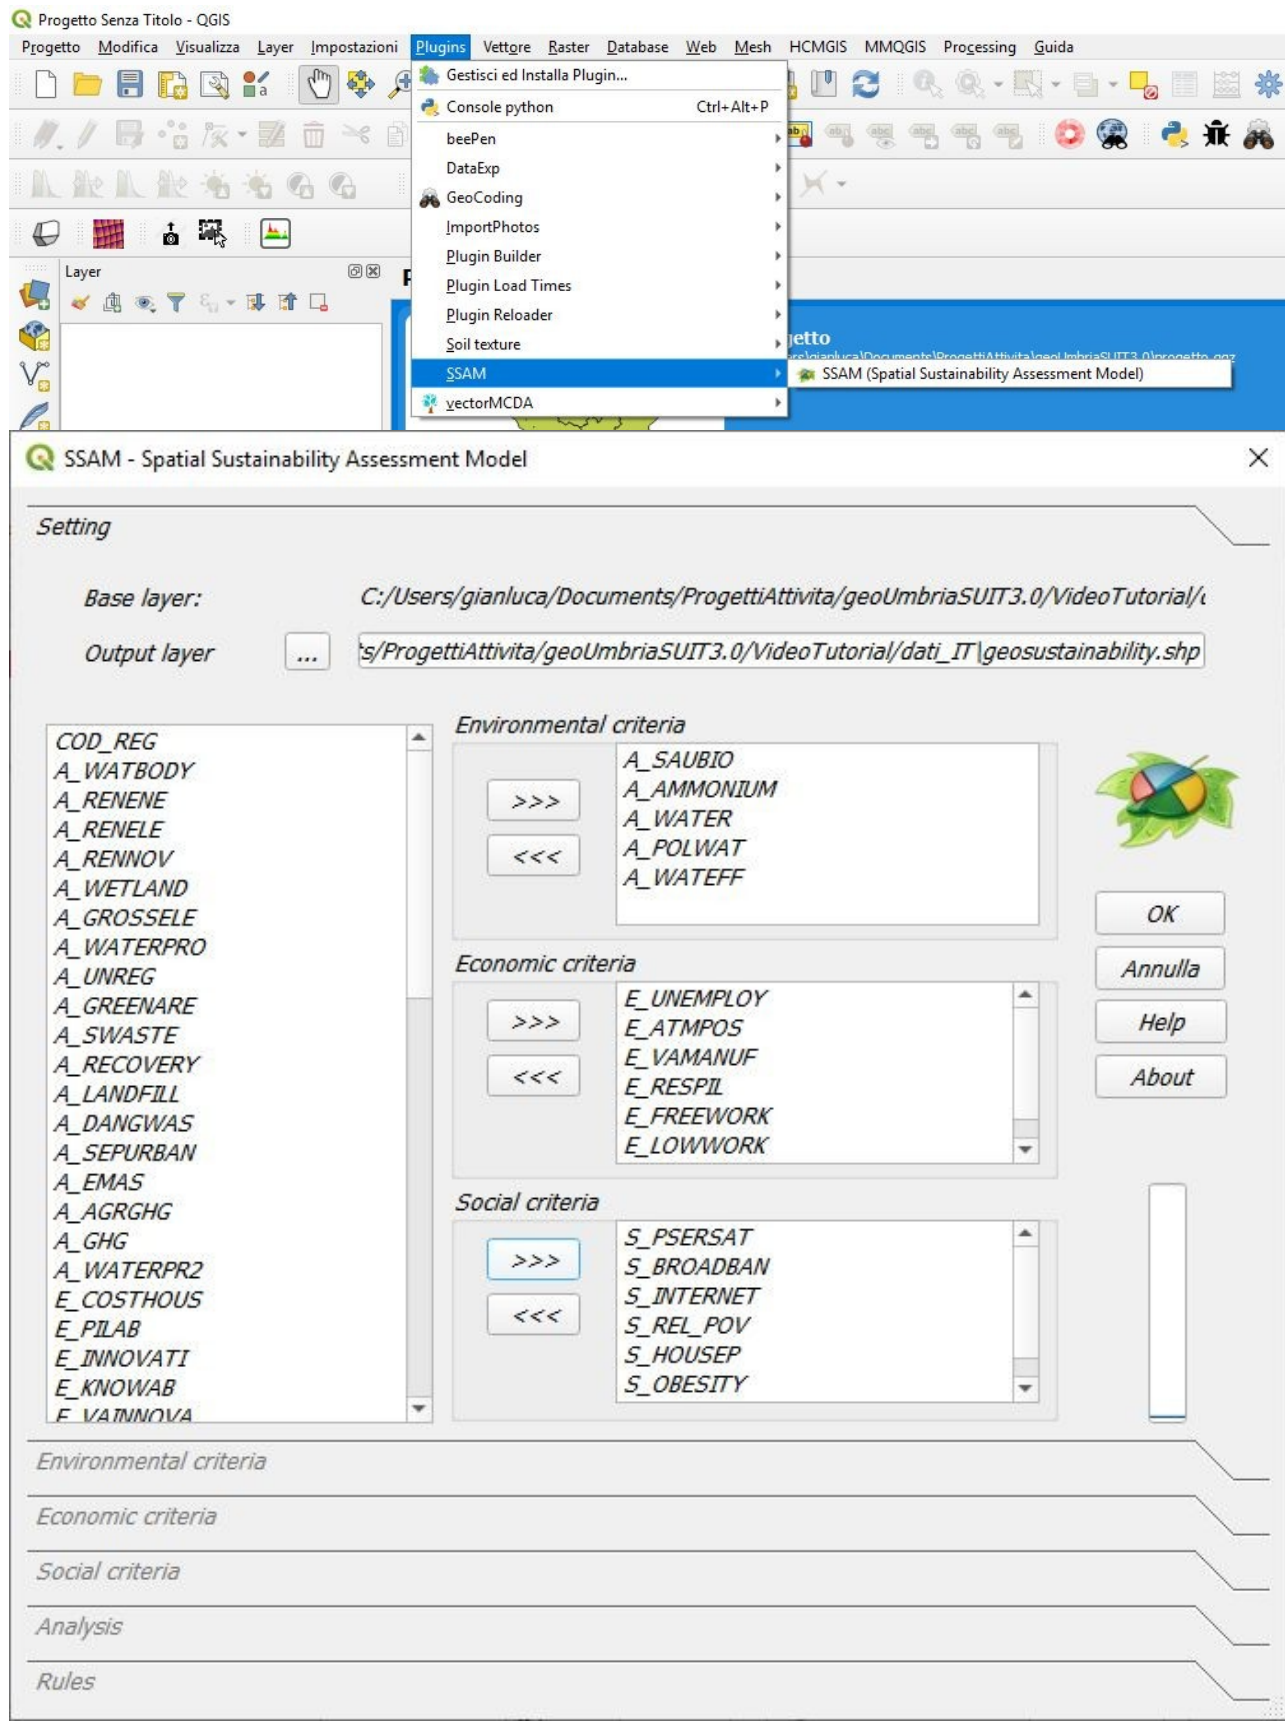 Progetto Senza Titolo - QGIS
Progetto Modifica Visualizza Layer Impostazioni Plugins Vettore Raster Database Web Mesh HCMGIS MMQGIS Processing Guida
Gestisci ed Installa Plugin...
Console python Ctrl+Alt+P
beePen
DataExp
GeoCoding
ImportPhotos
Plugin Builder
Plugin Load Times
Plugin Reloader
Soil texture
SSAM
vectorMCDA
Layer
SSAM (Spatial Sustainability Assessment Model)
SSAM - Spatial Sustainability Assessment Model
Setting
Base layer: C:/Users/gianluca/Documents/ProgettiAttivita/geoUmbriaSUIT3.0/VideoTutorial/
Output layer ... 's/ProgettiAttivita/geoUmbriaSUIT3.0/VideoTutorial/dati_IT\geosustainability.shp
COD_REG
A_WATBODY
A_RENENE
A_RENELE
A_RENNOV
A_WETLAND
A_GROSSELE
A_WATERPRO
A_UNREG
A_GREENARE
A_SWASTE
A_RECOVERY
A_LANDFILL
A_DANGWAS
A_SEPURBAN
A_EMAS
A_AGRGHG
A_GHG
A_WATERPR2
E_COSTHOUS
E_PILAB
E_INNOVATI
E_KNOWAB
E_VAINNOVA
Environmental criteria
>>>
<<<
A_SAUBIO
A_AMMONIUM
A_WATER
A_POLWAT
A_WATEFF
Economic criteria
>>>
<<<
E_UNEMPLOY
E_ATMPOS
E_VAMANUF
E_RESPIL
E_FREEWORK
E_LOWWORK
Social criteria
>>>
<<<
S_PSERSAT
S_BROADBAN
S_INTERNET
S_REL_POV
S_HOUSEP
S_OBESITY
OK
Annulla
Help
About
Environmental criteria
Economic criteria
Social criteria
Analysis
Rules